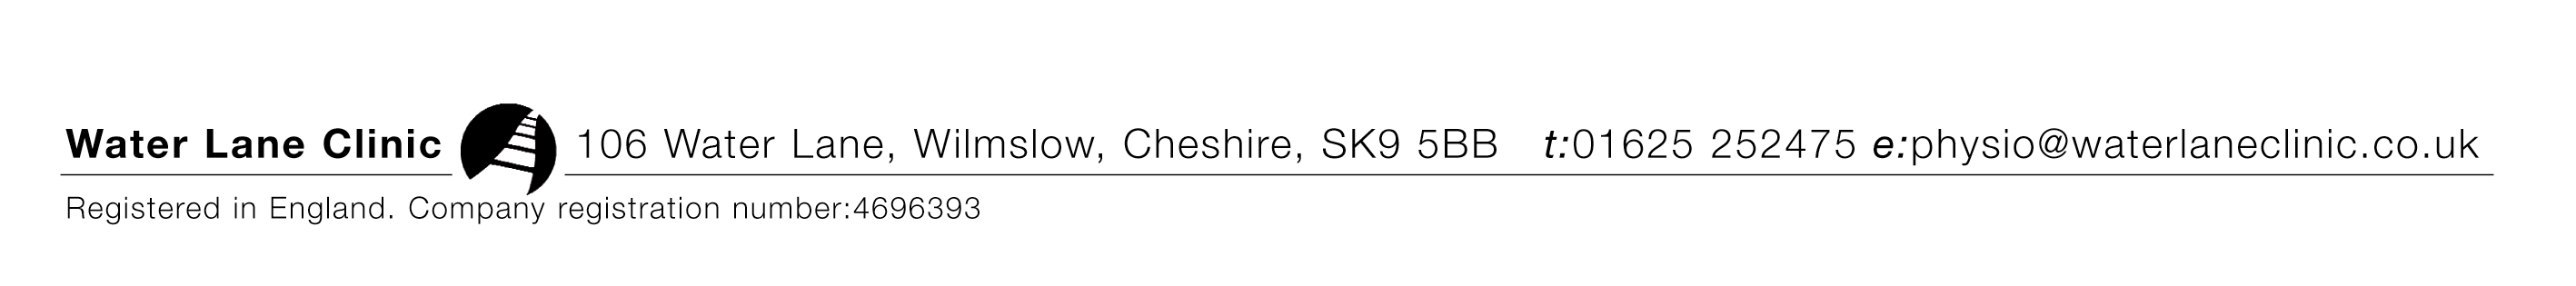 Water Lane Clinic 106 Water Lane, Wilmslow, Cheshire, SK9 5BB t:01625 252475 e:physio@waterlaneclinic.co.uk
Registered in England. Company registration number:4696393